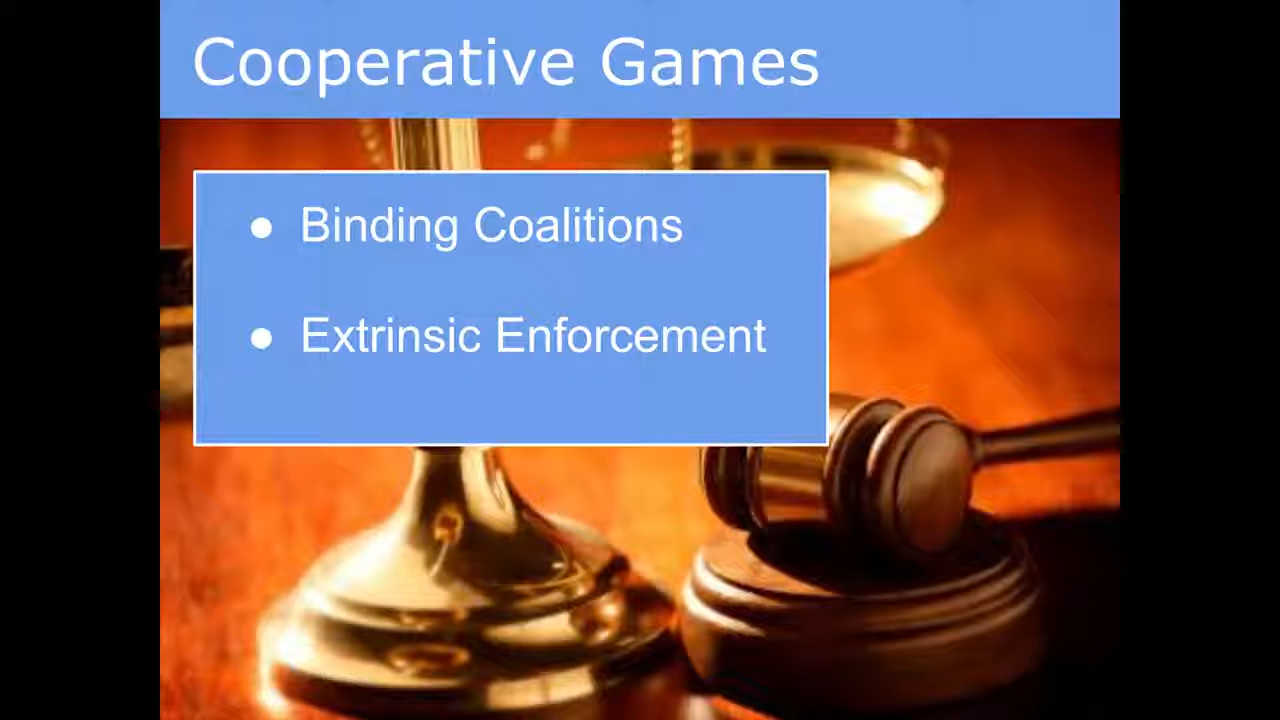 Cooperative Games
● Binding Coalitions
● Extrinsic Enforcement